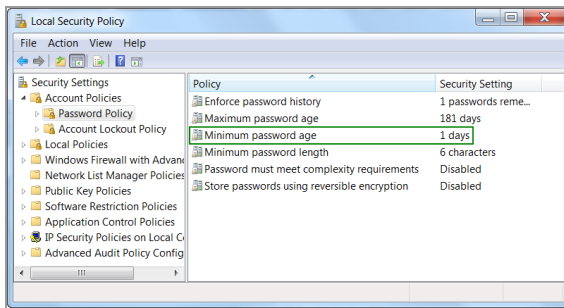 Local Security Policy
File Action View Help
Security Settings
Account Policies
Password Policy
Account Lockout Policy
Local Policies
Windows Firewall with Advanc
Network List Manager Policies
Public Key Policies
Software Restriction Policies
Application Control Policies
IP Security Policies on Local C
Advanced Audit Policy Config
Policy Security Setting
Enforce password history 1 passwords reme...
Maximum password age 181 days
Minimum password age 1 days
Minimum password length 6 characters
Password must meet complexity requirements Disabled
Store passwords using reversible encryption Disabled